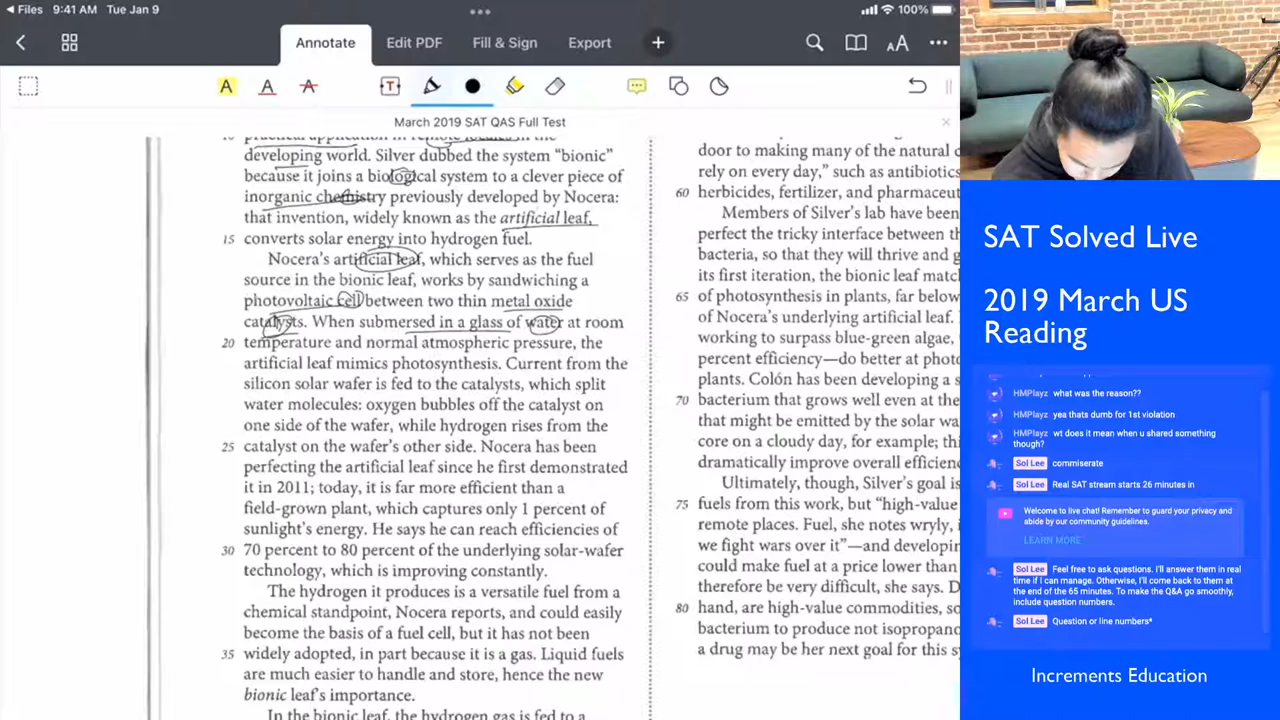 Files 9:41 AM Tue Jan 9 100%
Annotate Edit PDF Fill & Sign Export
March 2019 SAT QAS Full Test
10 practical application in remote locales in the
developing world. Silver dubbed the system “bionic”
because it joins a biological system to a clever piece of
inorganic chemistry previously developed by Nocera:
that invention, widely known as the artificial leaf,
15 converts solar energy into hydrogen fuel.
Nocera’s artificial leaf, which serves as the fuel
source in the bionic leaf, works by sandwiching a
photovoltaic cell between two thin metal oxide
catalysts. When submersed in a glass of water at room
20 temperature and normal atmospheric pressure, the
artificial leaf mimics photosynthesis. Current from the
silicon solar wafer is fed to the catalysts, which split
water molecules: oxygen bubbles off the catalyst on
one side of the wafer, while hydrogen rises from the
25 catalyst on the wafer’s other side. Nocera has been
perfecting the artificial leaf since he first demonstrated
it in 2011; today, it is far more efficient than a
field-grown plant, which captures only 1 percent of
sunlight’s energy. He says he can reach efficiencies of
30 70 percent to 80 percent of the underlying solar-wafer
technology, which is improving constantly.
The hydrogen it produces is a versatile fuel from a
chemical standpoint, Nocera reports, and could easily
become the basis of a fuel cell, but it has not been
35 widely adopted, in part because it is a gas. Liquid fuels
are much easier to handle and store, hence the new
bionic leaf’s importance.
In the bionic leaf, the hydrogen gas is fed to a
door to making many of the natural
rely on every day,” such as antibiotics
60 herbicides, fertilizer, and
Members of Silver’s lab have been
perfect the tricky interface between
bacteria, so that they will thrive and
its first iteration, the bionic leaf
65 of photosynthesis in plants, far below
of Nocera’s underlying artificial leaf.
working to surpass blue-green algae,
percent efficiency—do better at
plants. Colón has been developing a
70 bacterium that grows well even at the
that might be emitted by the solar
core on a cloudy day, for example;
dramatically improve overall
Ultimately, though, Silver’s goal is
75 fuels from this work, but “high-value
remote places. Fuel, she notes wryly,
we fight wars over it”—and
could make fuel at a price lower than
therefore be very difficult, she says.
80 hand, are high-value commodities, so
bacterium to produce not
a drug may be her next goal for this
SAT Solved Live
2019 March US
Reading
HMPlayz what was the reason??
HMPlayz yea thats dumb for 1st violation
HMPlayz wt does it mean when u shared something
though?
Sol Lee commiserate
Sol Lee Real SAT stream starts 26 minutes in
Welcome to live chat! Remember to guard your privacy and
abide by our community guidelines.
LEARN MORE
Sol Lee Feel free to ask questions. I'll answer them in real
time if I can manage. Otherwise, I'll come back to them at
the end of the 65 minutes. To make the Q&A go smoothly,
include question numbers.
Sol Lee Question or line numbers*
Increments Education